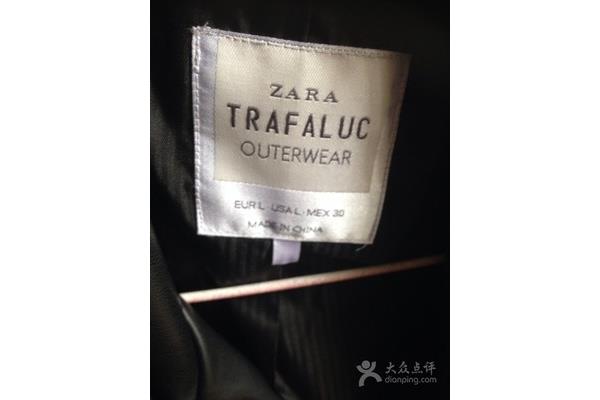 ZARA
TRAFALUC
OUTERWEAR
EUR L · USA L · MEX 30
MADE IN CHINA
大众点评
dianping.com